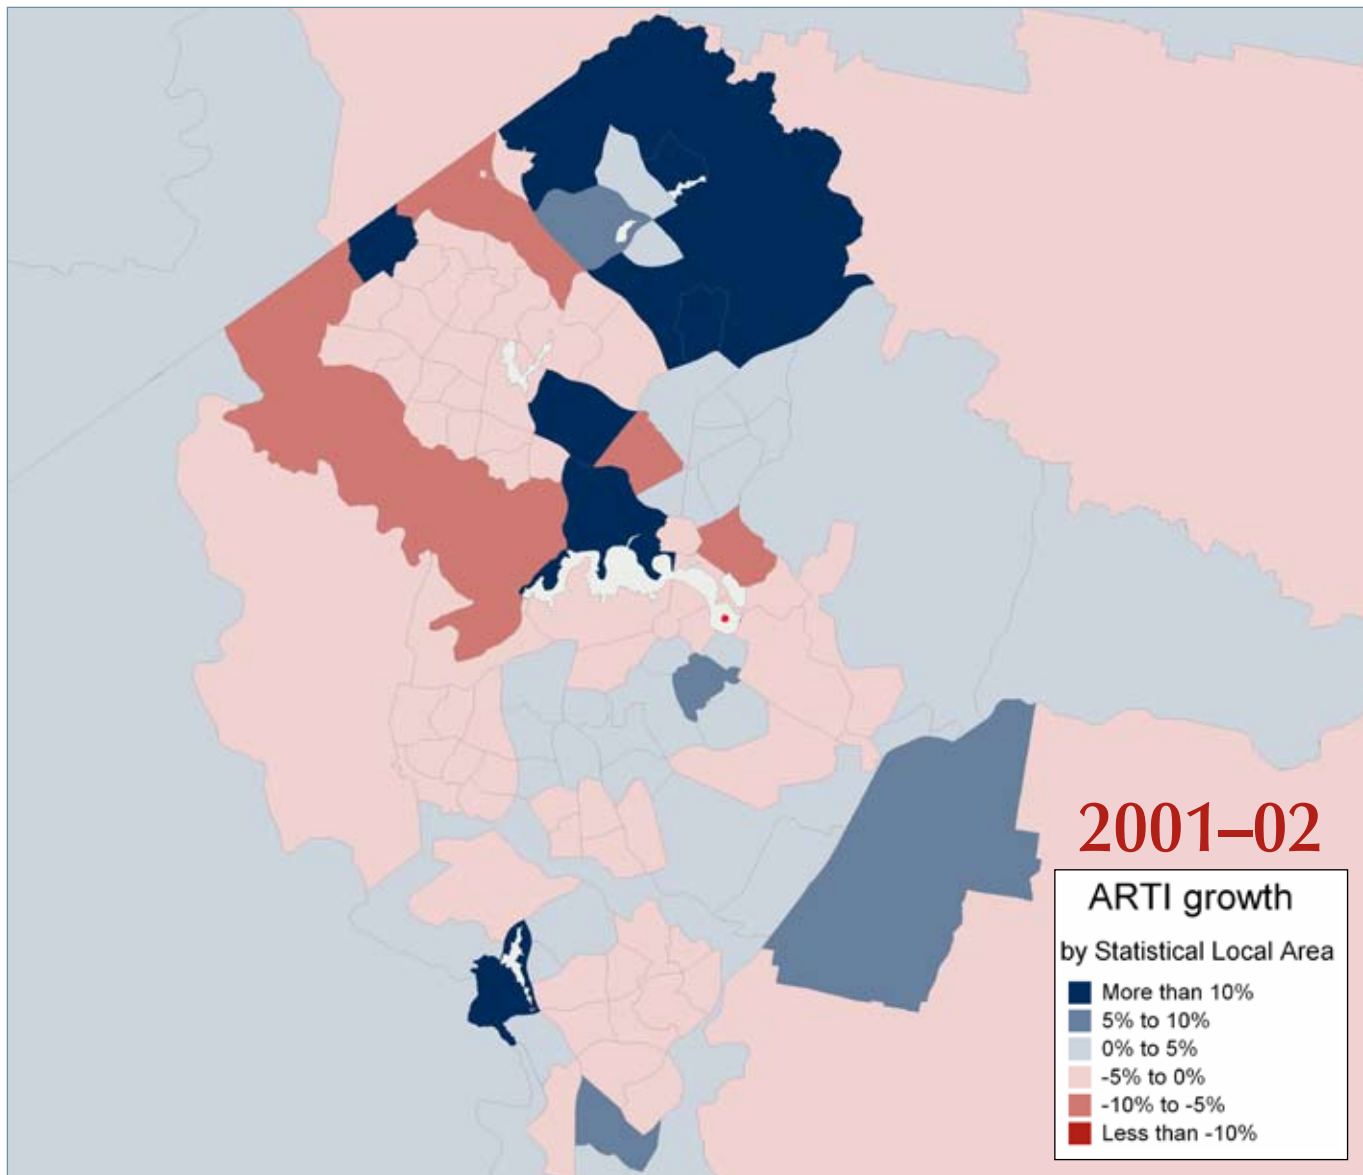 2001–02
ARTI growth
by Statistical Local Area
More than 10%
5% to 10%
0% to 5%
-5% to 0%
-10% to -5%
Less than -10%